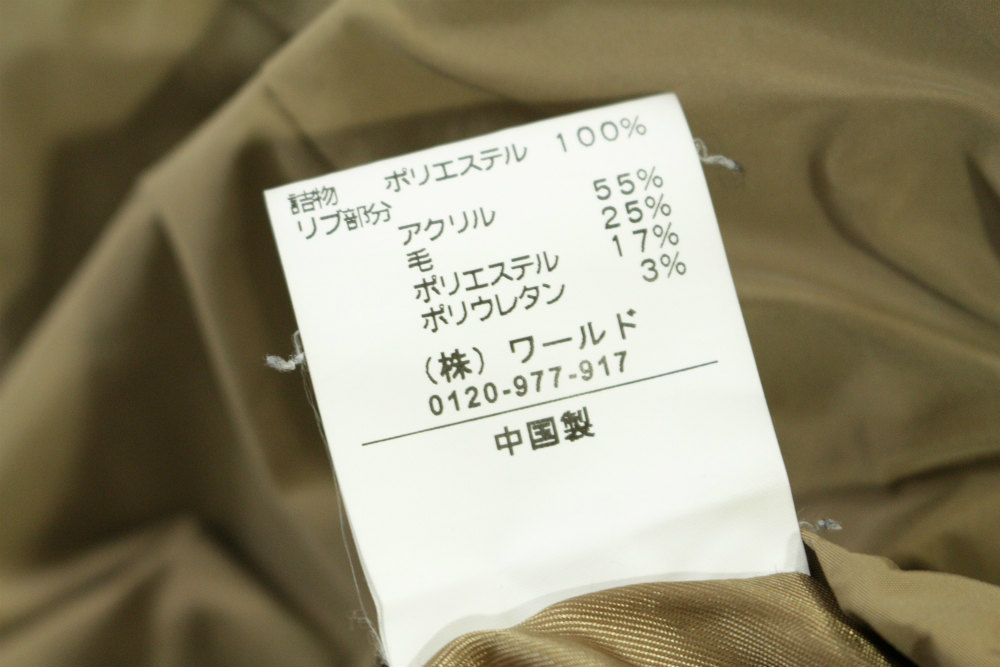 詰物 ポリエステル 100%
リブ部分
アクリル 55%
毛 25%
ポリエステル 17%
ポリウレタン 3%
(株) ワールド
0120-977-917
中国製